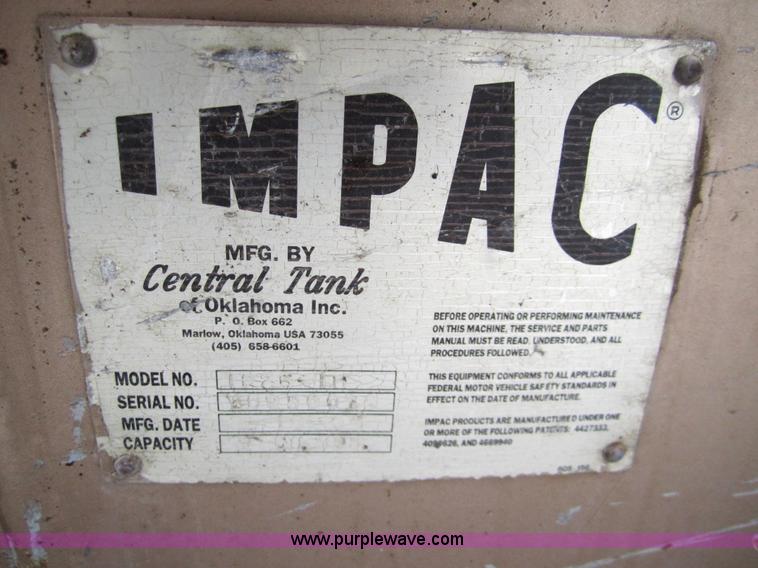 IMPAC®
MFG. BY
Central Tank
of Oklahoma Inc.
P. O. Box 662
Marlow, Oklahoma USA 73055
(405) 658-6601
MODEL NO.
SERIAL NO.
MFG. DATE
CAPACITY
BEFORE OPERATING OR PERFORMING MAINTENANCE
ON THIS MACHINE, THE SERVICE AND PARTS
MANUAL MUST BE READ, UNDERSTOOD, AND ALL
PROCEDURES FOLLOWED.
THIS EQUIPMENT CONFORMS TO ALL APPLICABLE
FEDERAL MOTOR VEHICLE SAFETY STANDARDS IN
EFFECT ON THE DATE OF MANUFACTURE.
IMPAC PRODUCTS ARE MANUFACTURED UNDER ONE
OR MORE OF THE FOLLOWING PATENTS: 4427333,
AND 4669940
www.purplewave.com